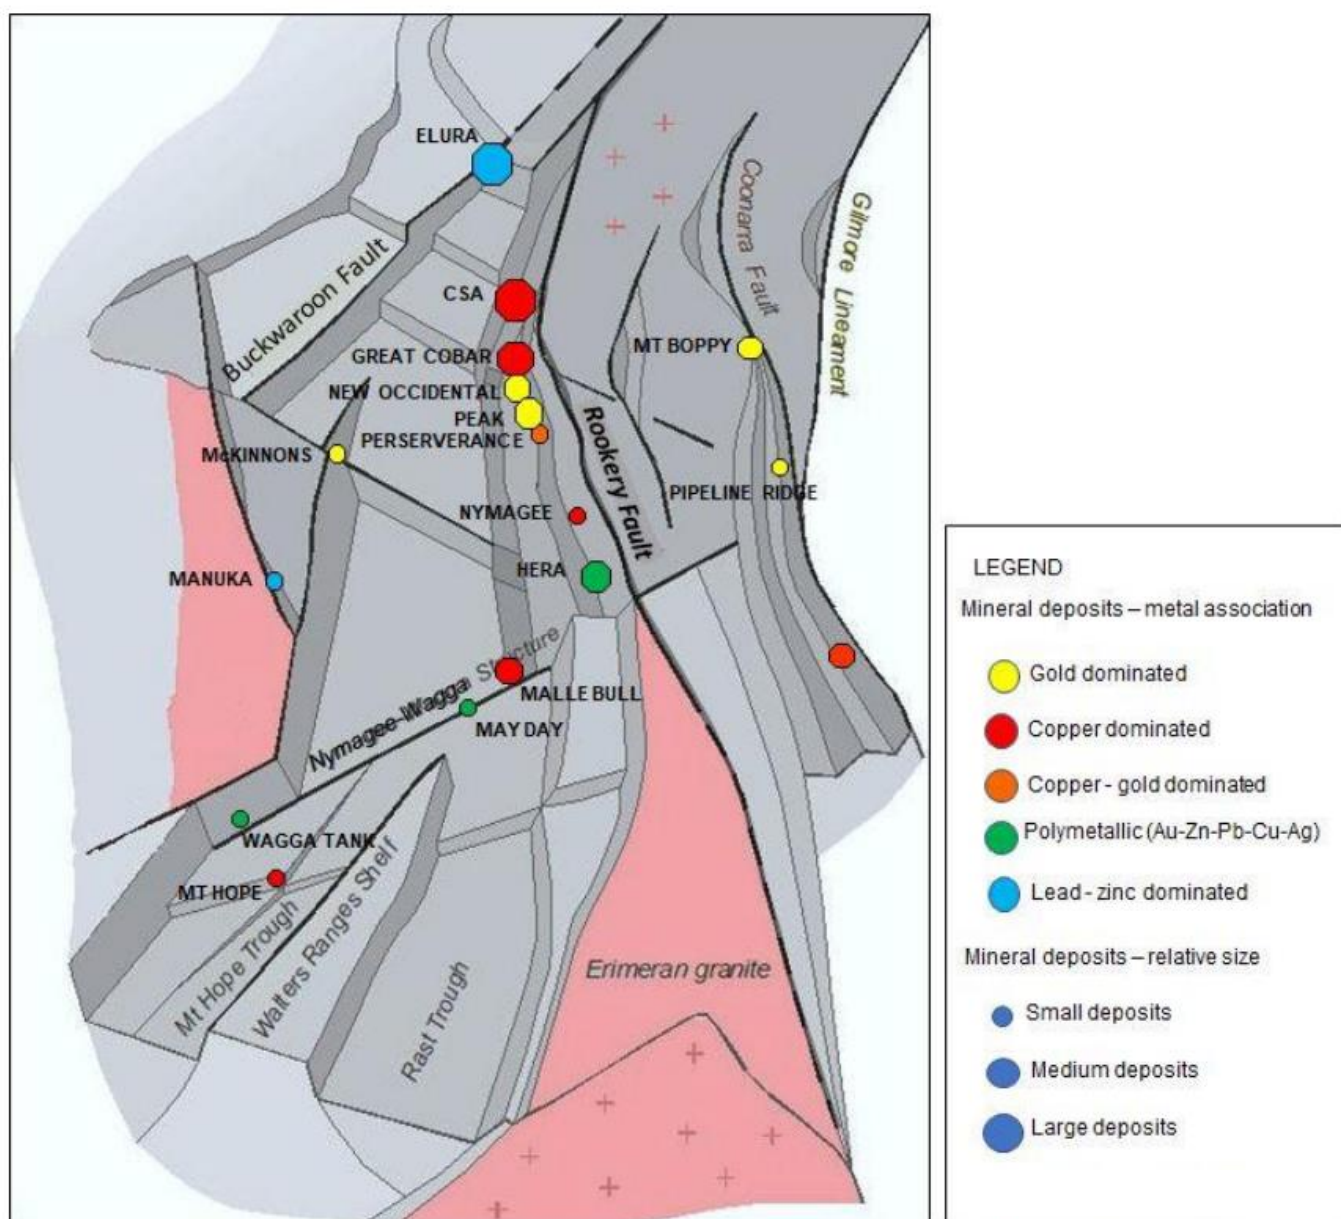 ELURA
Coonarra Fault
Gilmore Lineament
Buckwaroon Fault
CSA
MT BOPPY
GREAT COBAR
NEW OCCIDENTAL
PEAK
PERSERVERANCE
McKINNONS
Rookery Fault
PIPELINE RIDGE
NYMAGEE
HERA
MANUKA
Nymagee-Wagga Structure
MALLE BULL
MAY DAY
WAGGA TANK
MT HOPE
Mt Hope Trough
Walters Ranges Shelf
Rast Trough
Erimeran granite
LEGEND
Mineral deposits – metal association
Gold dominated
Copper dominated
Copper - gold dominated
Polymetallic (Au-Zn-Pb-Cu-Ag)
Lead - zinc dominated
Mineral deposits – relative size
Small deposits
Medium deposits
Large deposits